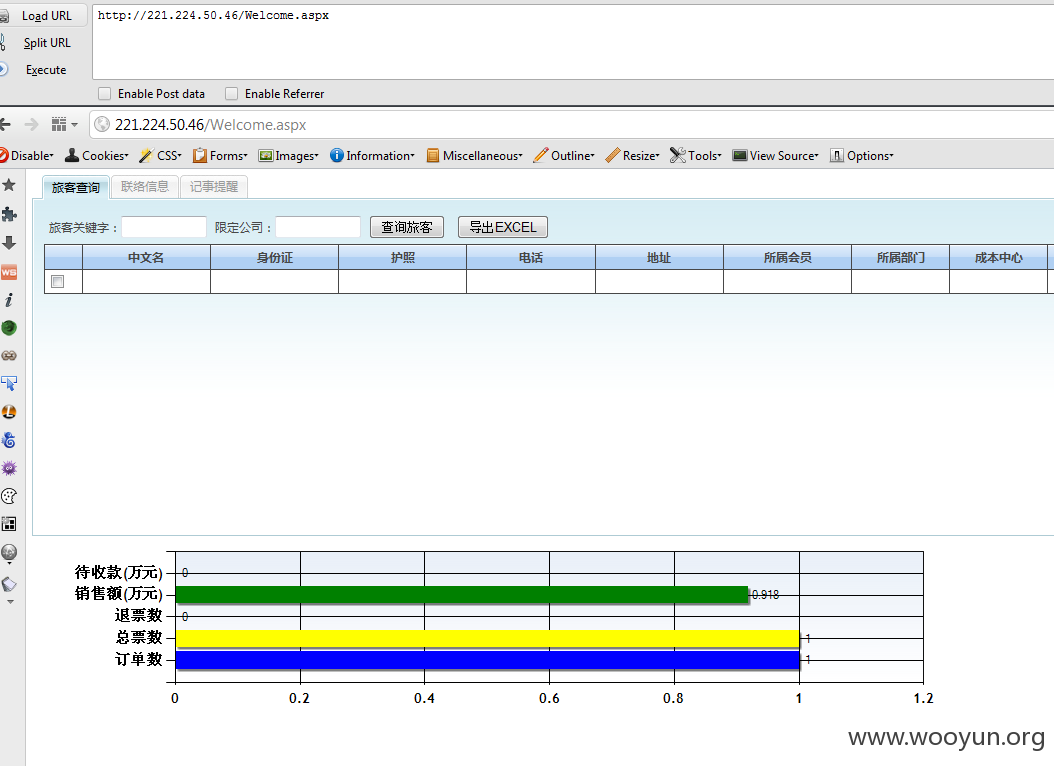 Load URL
http://221.224.50.46/Welcome.aspx
Split URL
Execute
Enable Post data Enable Referrer
221.224.50.46/Welcome.aspx
Disable Cookies CSS Forms Images Information Miscellaneous Outline Resize Tools View Source Options
旅客查询 联络信息 记事提醒
旅客关键字： 限定公司： 查询旅客 导出EXCEL
中文名 身份证 护照 电话 地址 所属会员 所属部门 成本中心
待收款(万元) 0
销售额(万元) 0.918
退票数 0
总票数 1
订单数 1
0 0.2 0.4 0.6 0.8 1 1.2
www.wooyun.org